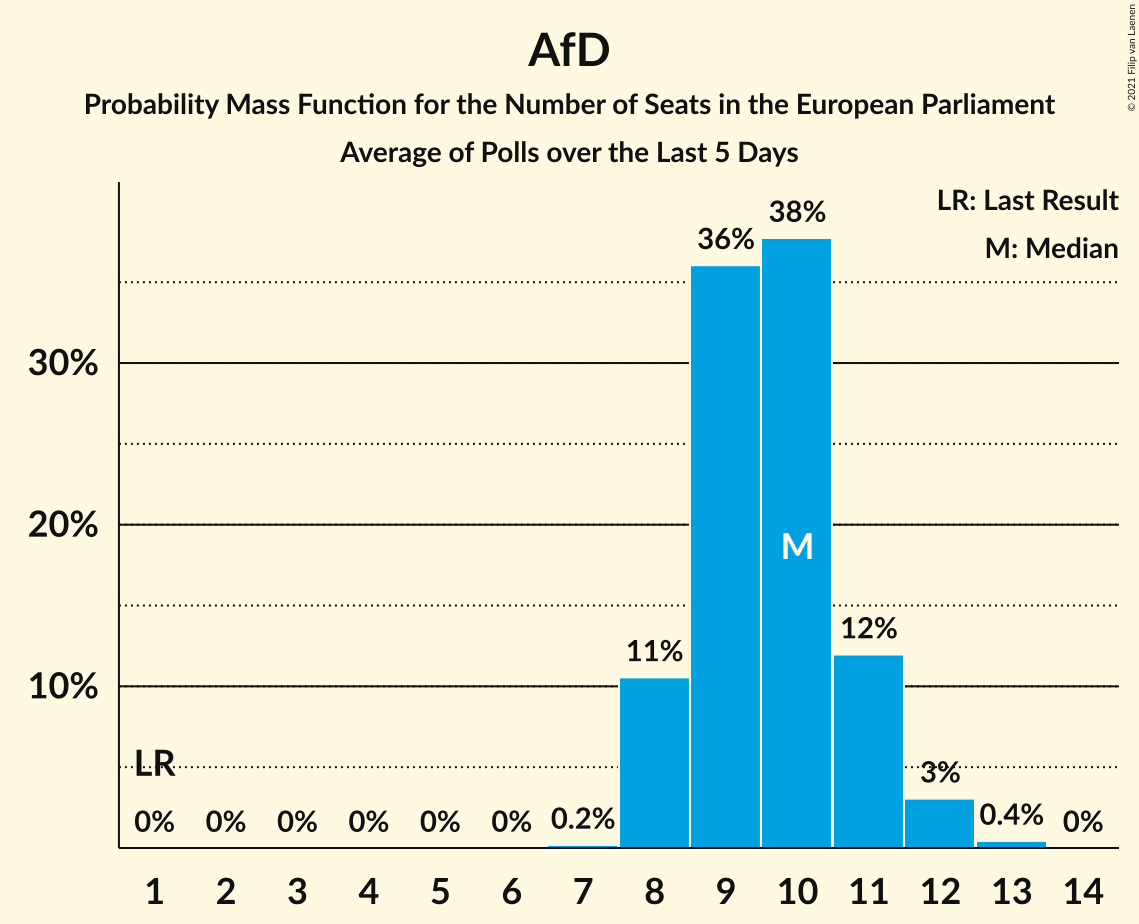 AfD
Probability Mass Function for the Number of Seats in the European Parliament
Average of Polls over the Last 5 Days
© 2021 Filip van Laenen
LR: Last Result
M: Median
38%
36%
30%
20%
M
12%
11%
10%
LR
3%
0% 0% 0% 0% 0% 0% 0.2% 0.4% 0%
1 2 3 4 5 6 7 8 9 10 11 12 13 14